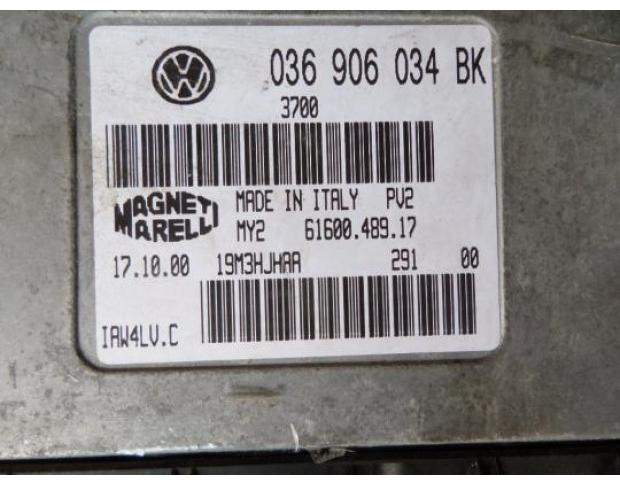 VW 036 906 034 BK
3700
MAGNETI MARELLI
MADE IN ITALY PV2
MY2 61600.489.17
17.10.00 19M3HJHAA 291 00
IAW4LV.C